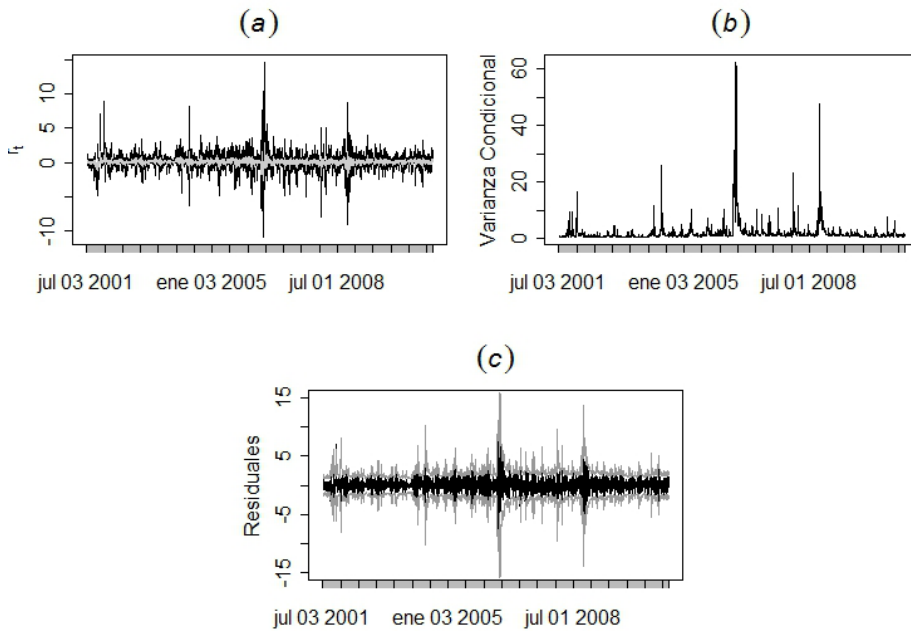 (a)
r_t
10
5
0
-10
jul 03 2001 ene 03 2005 jul 01 2008
(b)
Varianza Condicional
60
40
20
0
jul 03 2001 ene 03 2005 jul 01 2008
(c)
Residuales
15
5
-5
-15
jul 03 2001 ene 03 2005 jul 01 2008